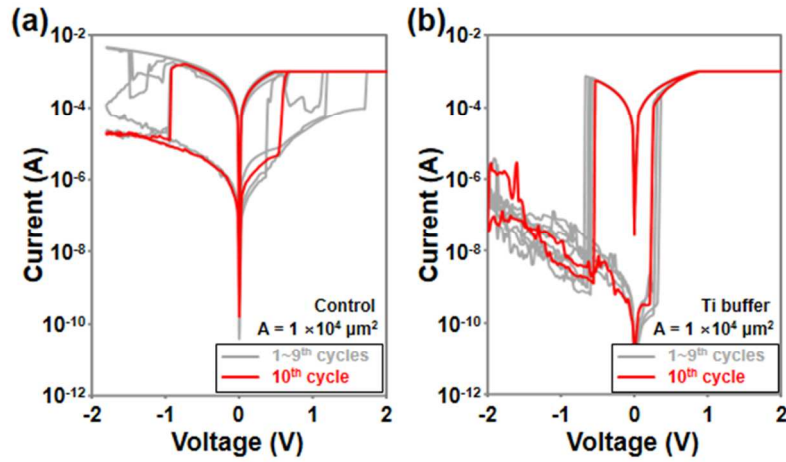 (a)
10-2
10-4
10-6
10-8
10-10
10-12
Current (A)
Control
A = 1 ×10⁴ μm²
1~9th cycles
10th cycle
-2 -1 0 1 2
Voltage (V)
(b)
10-2
10-4
10-6
10-8
10-10
10-12
Current (A)
Ti buffer
A = 1 ×10⁴ μm²
1~9th cycles
10th cycle
-2 -1 0 1 2
Voltage (V)